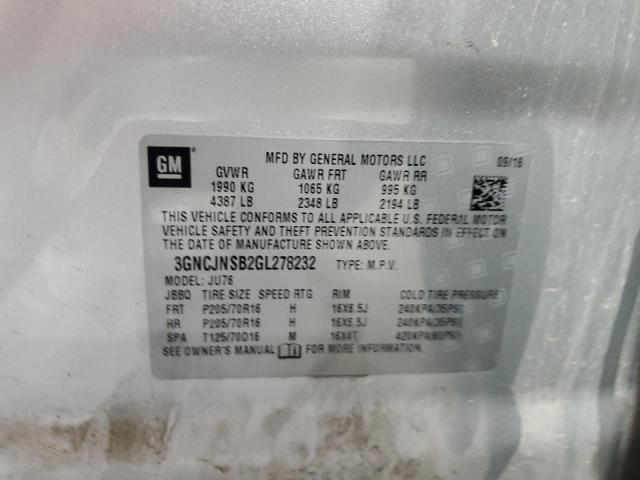 GM
MFD BY GENERAL MOTORS LLC 09/16
GVWR GAWR FRT GAWR RR
1990 KG 1065 KG 995 KG
4387 LB 2348 LB 2194 LB
THIS VEHICLE CONFORMS TO ALL APPLICABLE U.S. FEDERAL MOTOR
VEHICLE SAFETY AND THEFT PREVENTION STANDARDS IN EFFECT ON
THE DATE OF MANUFACTURE SHOWN ABOVE.
3GNCJNSB2GL278232 TYPE: M.P.V.
MODEL: JU76
JBBQ TIRE SIZE SPEED RTG RIM COLD TIRE PRESSURE
FRT P205/70R16 H 16X6.5J 240KPA(35PSI)
RR P205/70R16 H 16X6.5J 240KPA(35PSI)
SPA T125/70D16 M 16X4T 420KPA(60PSI)
SEE OWNER'S MANUAL FOR MORE INFORMATION.